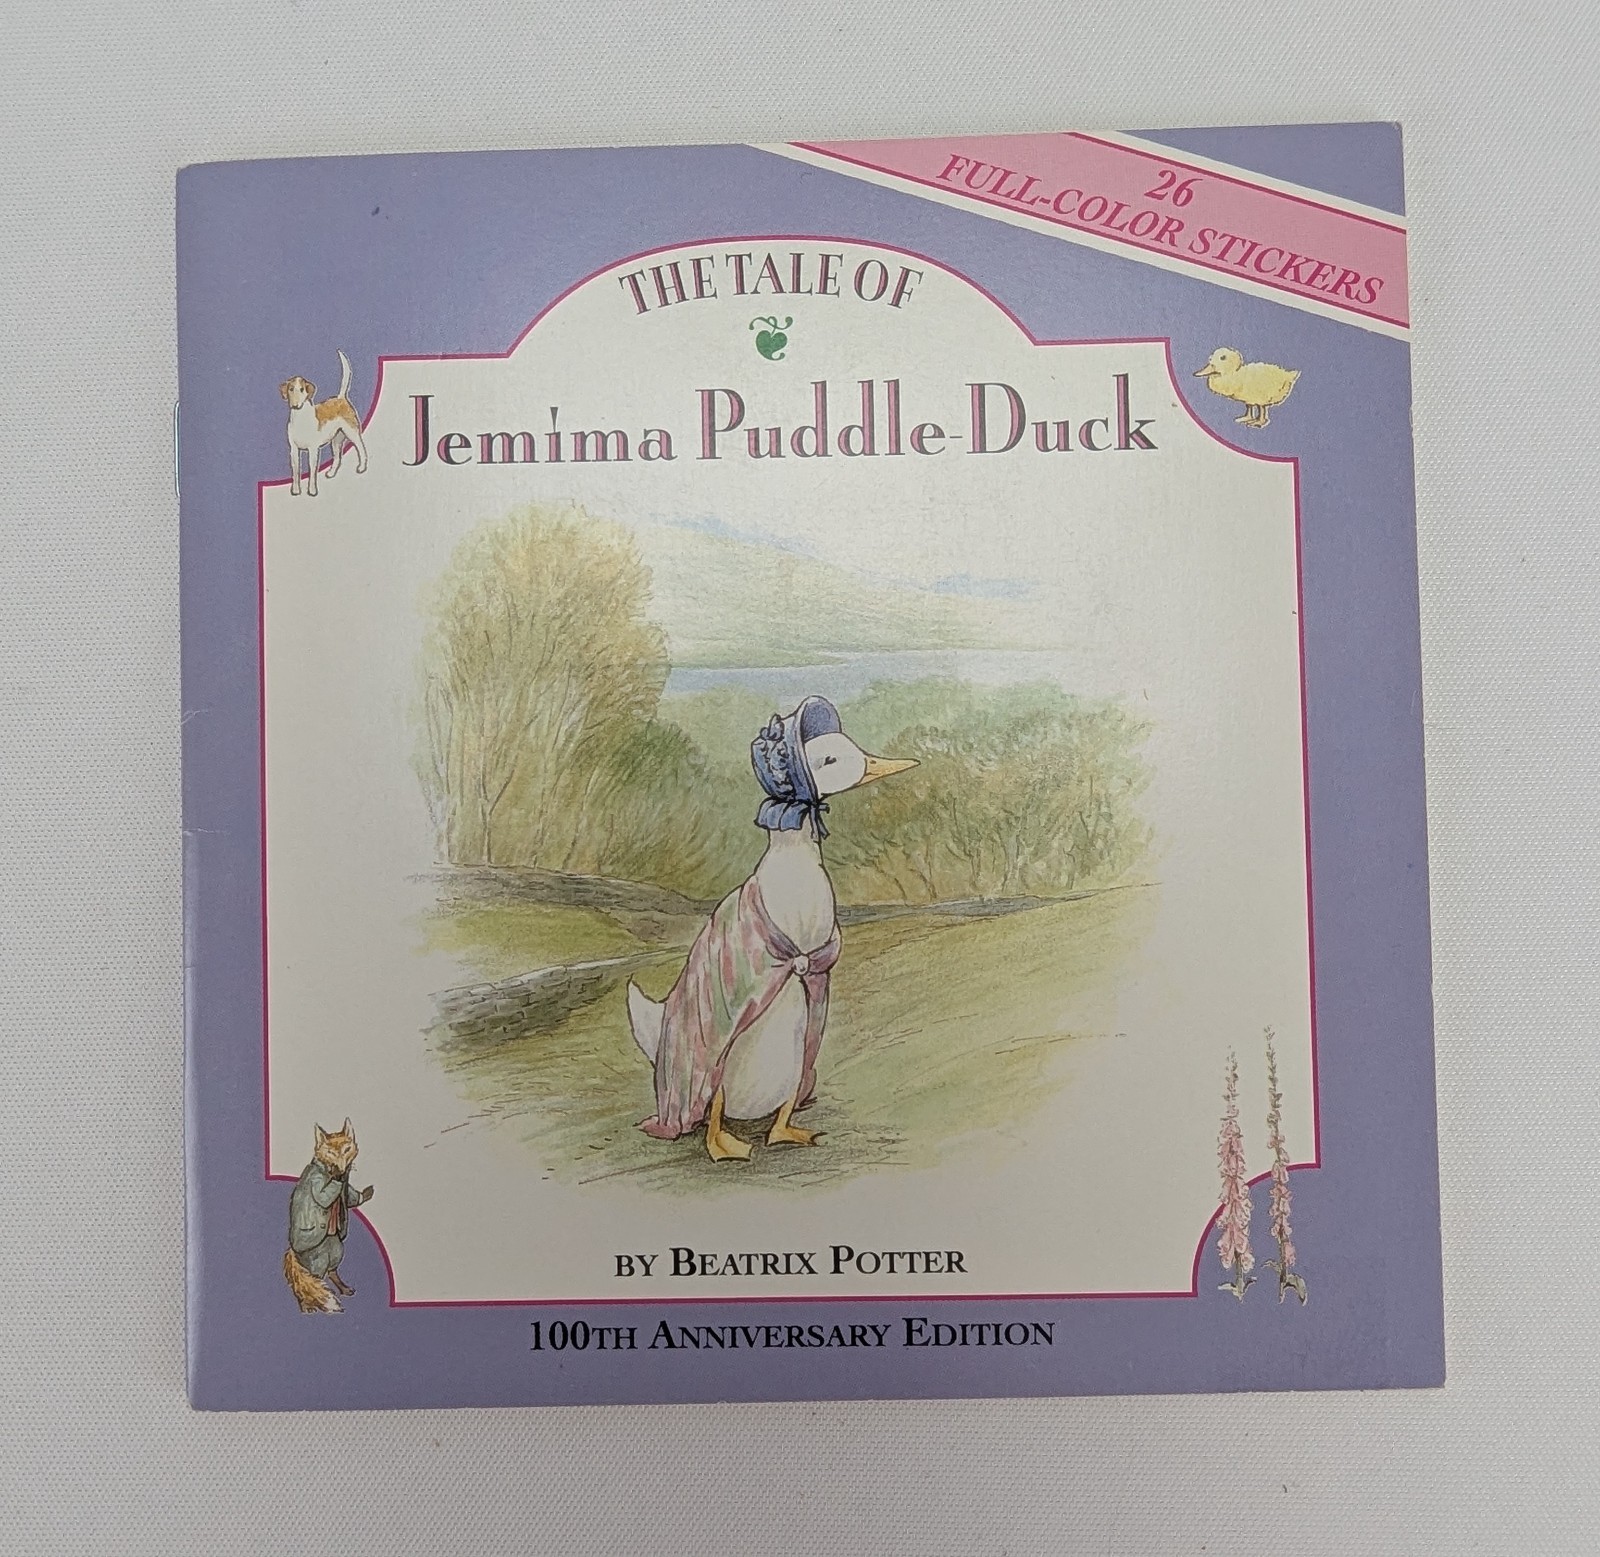 26
FULL-COLOR STICKERS
THE TALE OF
Jemima Puddle-Duck
BY BEATRIX POTTER
100TH ANNIVERSARY EDITION